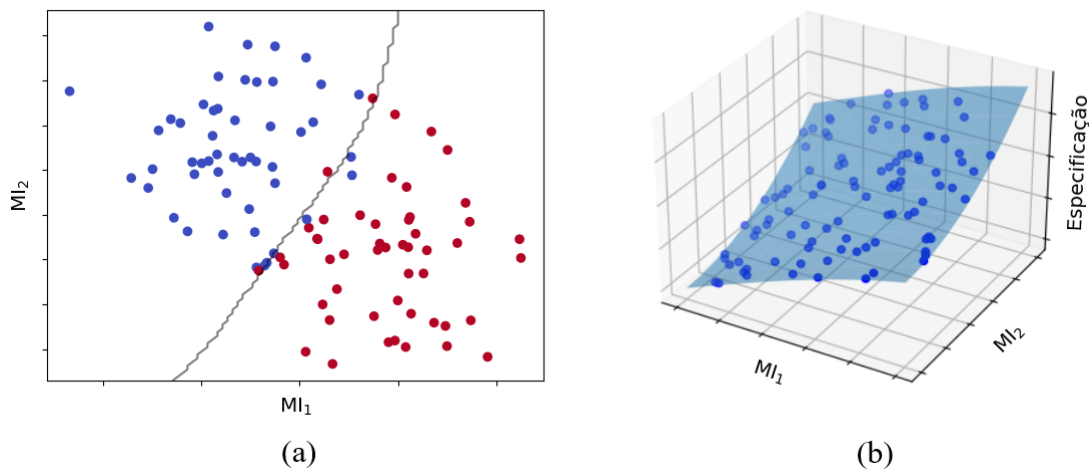 MI₂
MI₁
(a)
Especificação
MI₂
MI₁
(b)